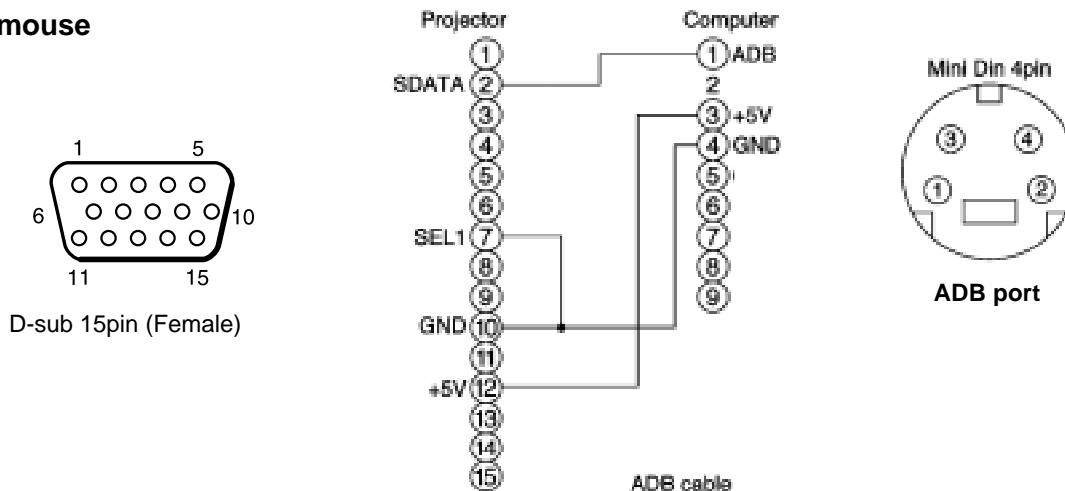 mouse
1 5
6 10
11 15
D-sub 15pin (Female)
Projector
1
SDATA 2
3
4
5
6
SEL1 7
8
9
GND 10
11
+5V 12
13
14
15
Computer
1 ADB
2
3 +5V
4 GND
5
6
7
8
9
ADB cable
Mini Din 4pin
3 4
1 2
ADB port